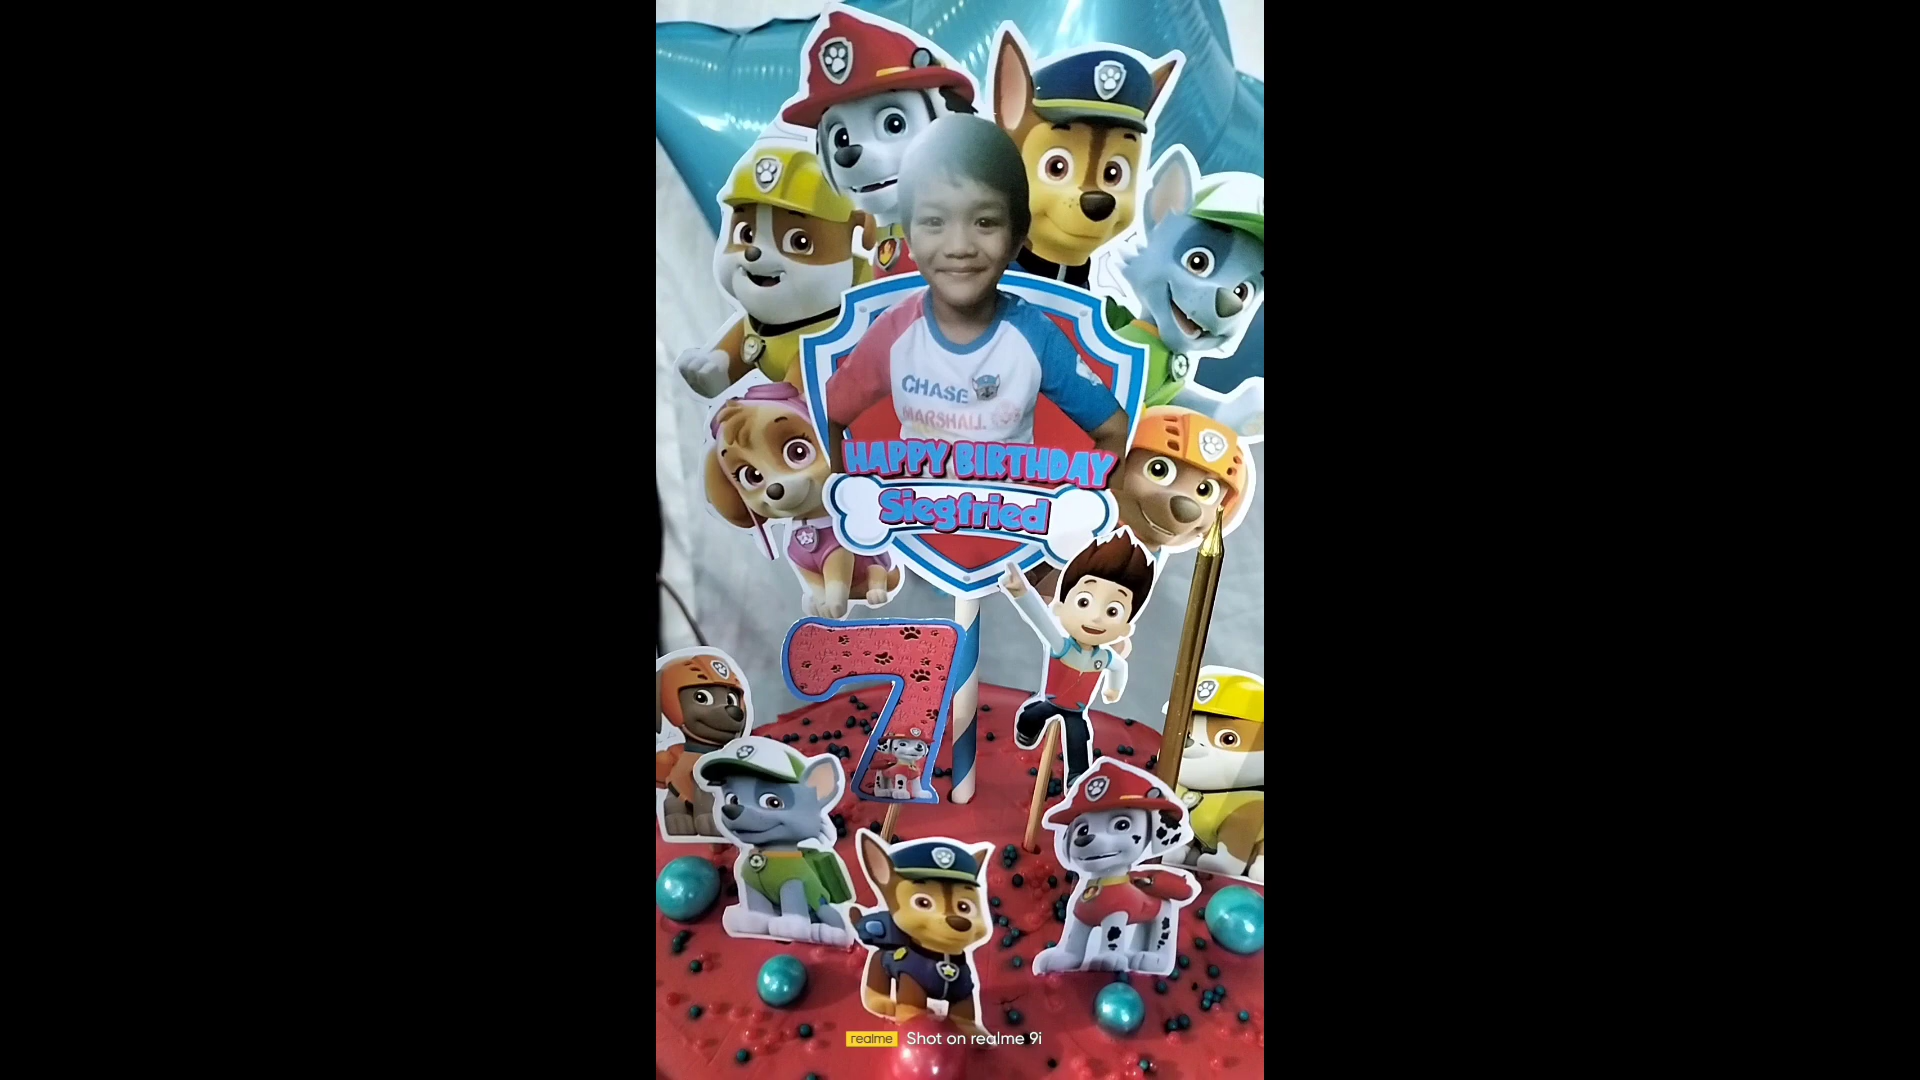 CHASE
MARSHALL
HAPPY BIRTHDAY
Siegfried
7
realme Shot on realme 9i